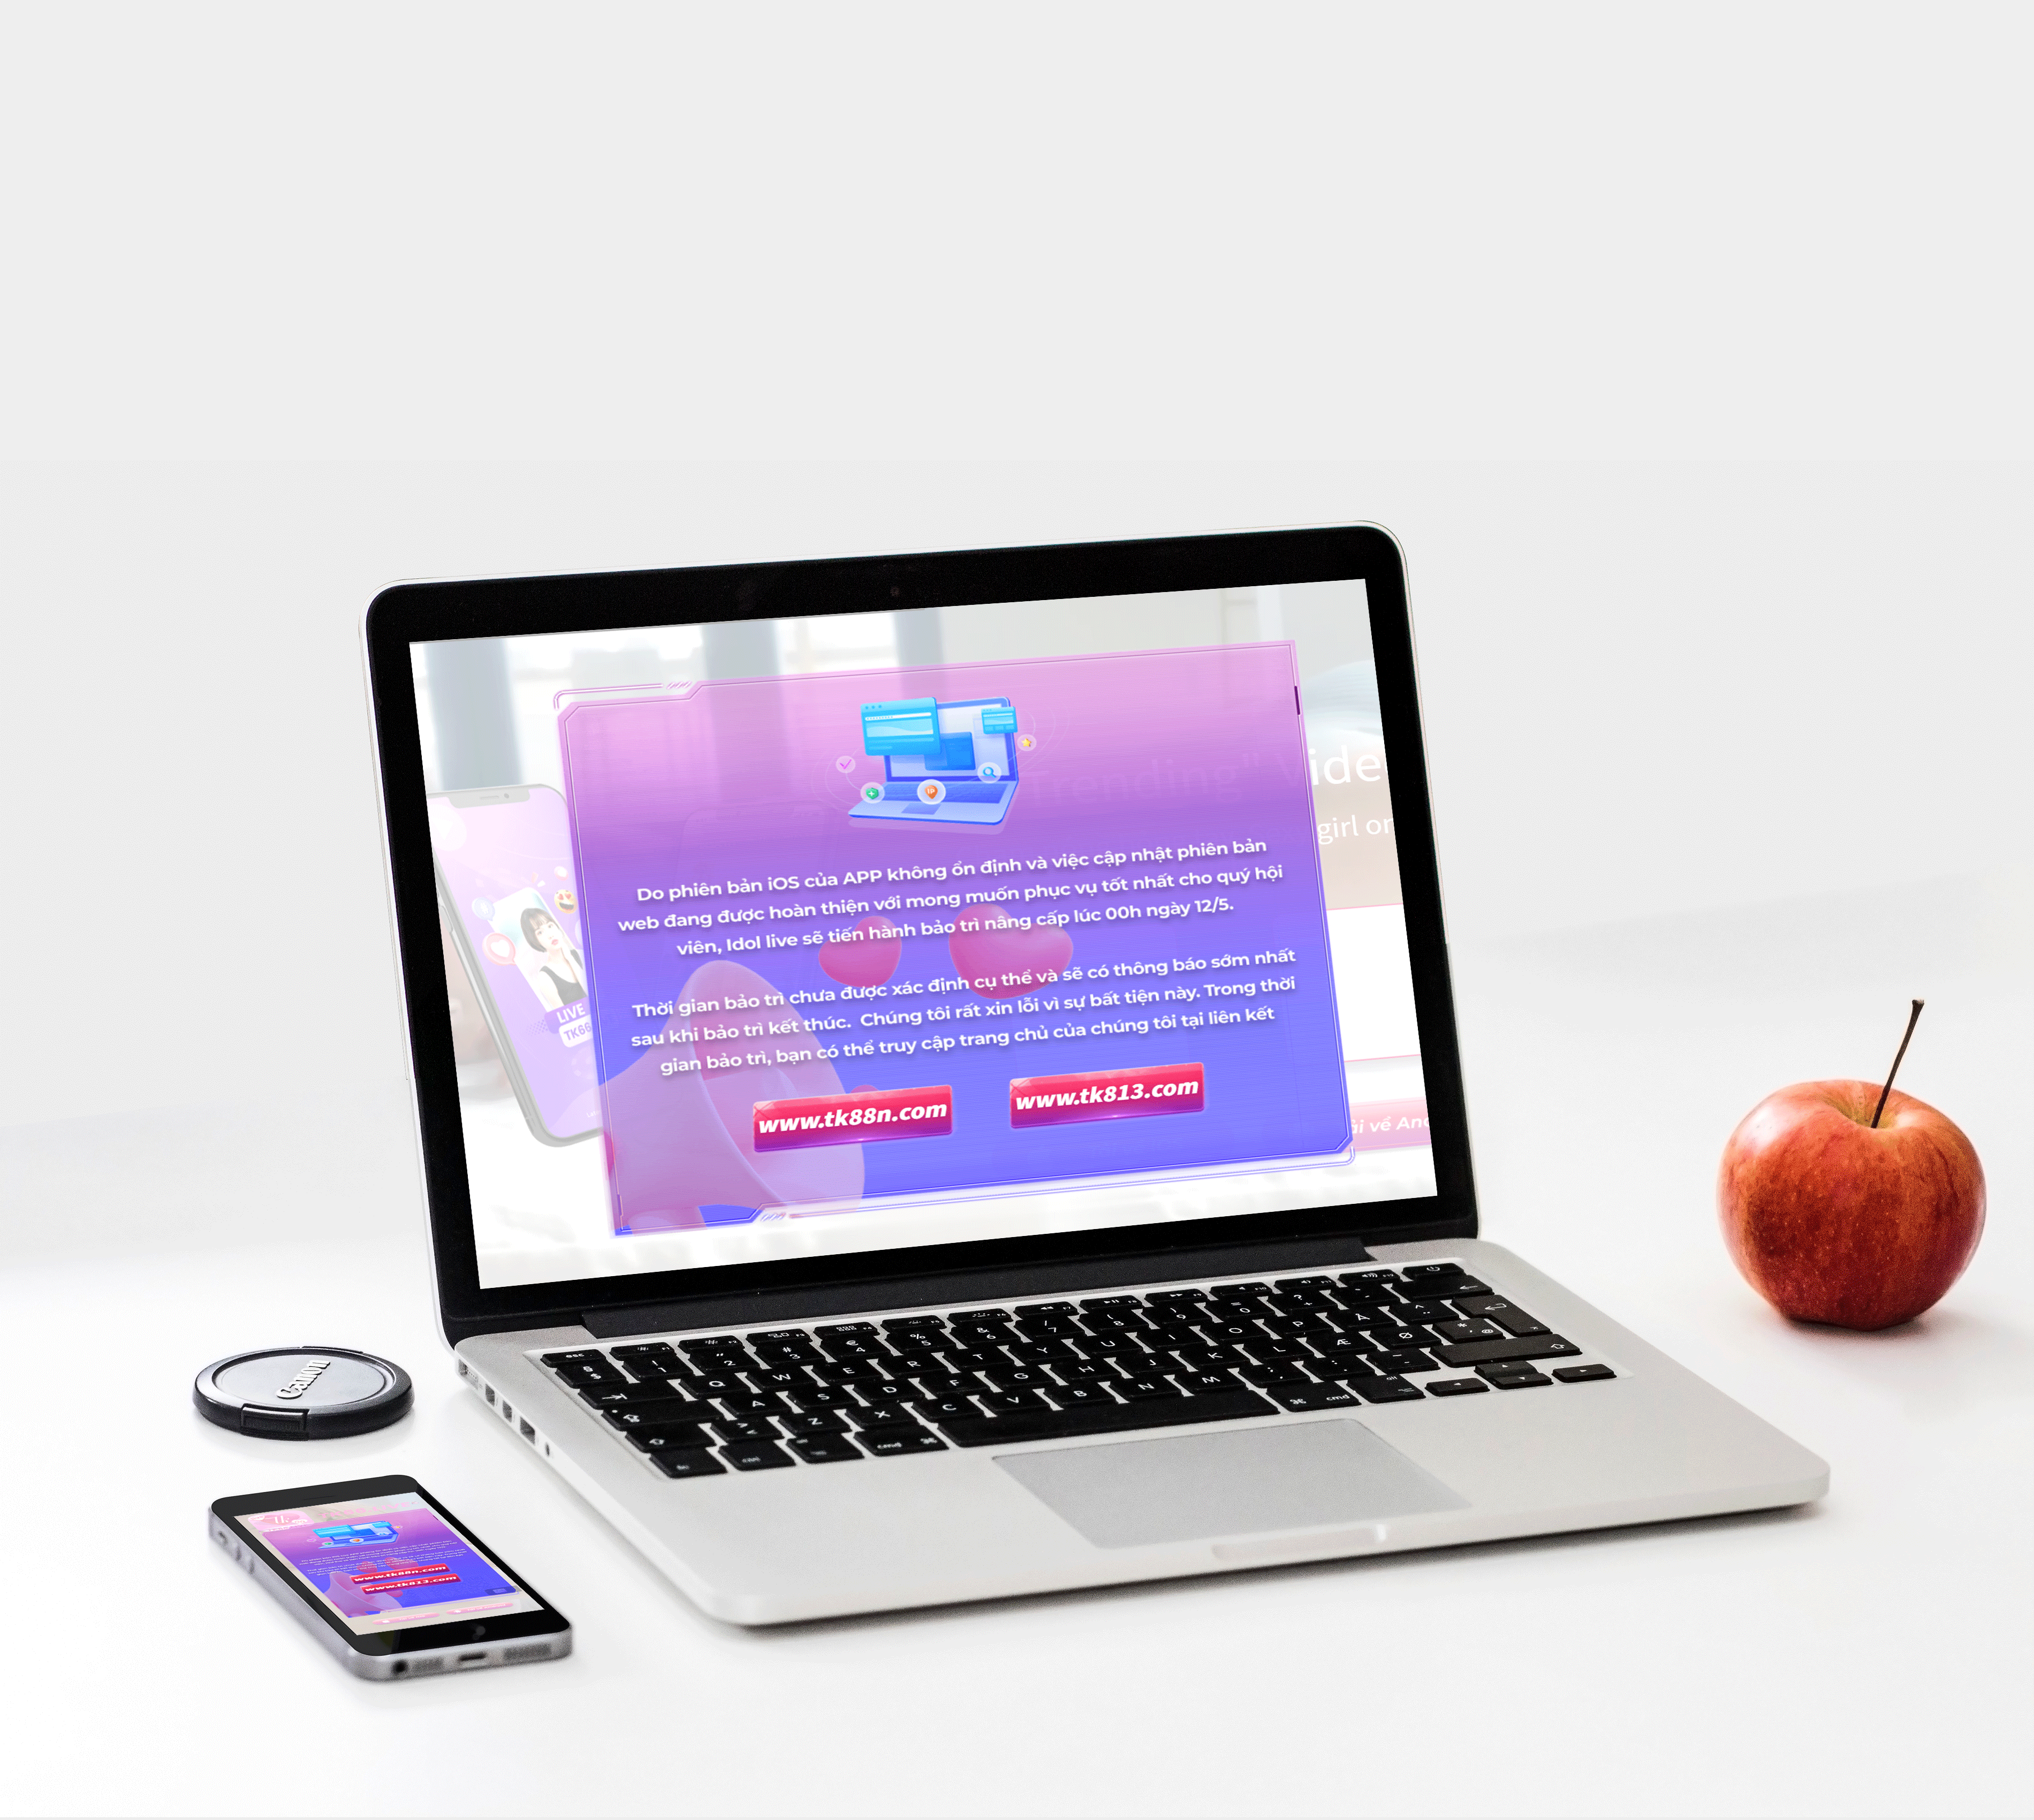 Trending" Vide
girl on
Do phiên bản iOS của APP không ổn định và việc cập nhật phiên bản
web đang được hoàn thiện với mong muốn phục vụ tốt nhất cho quý hội
viên, Idol live sẽ tiến hành bảo trì nâng cấp lúc 00h ngày 12/5.
Thời gian bảo trì chưa được xác định cụ thể và sẽ có thông báo sớm nhất
sau khi bảo trì kết thúc. Chúng tôi rất xin lỗi vì sự bất tiện này. Trong thời
gian bảo trì, bạn có thể truy cập trang chủ của chúng tôi tại liên kết
www.tk88n.com
www.tk813.com
LIVE
TK66
ải về And
Canon
www.tk88n.com
www.tk813.com